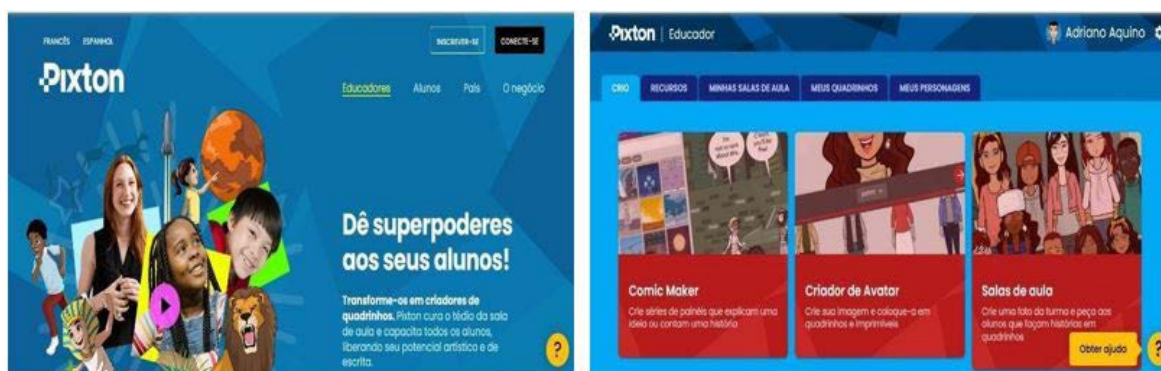 FRANCÊS ESPANHOL
INSCREVER-SE
CONECTE-SE
Pixton
Educadores Alunos Pais O negócio
Dê superpoderes
aos seus alunos!
Transforme-os em criadores de
quadrinhos. Pixton cura o tédio da sala
de aula e capacita todos os alunos,
liberando seu potencial artístico e de
escrita.
?
Pixton | Educador
Adriano Aquino
CRIO RECURSOS MINHAS SALAS DE AULA MEUS QUADRINHOS MEUS PERSONAGENS
Comic Maker
Crie séries de painéis que explicam uma
ideia ou contam uma história
Criador de Avatar
Crie sua imagem e coloque-a em
quadrinhos e imprimíveis
Salas de aula
Crie uma foto da turma e peça aos
alunos que façam histórias em
quadrinhos
Obter ajuda
?